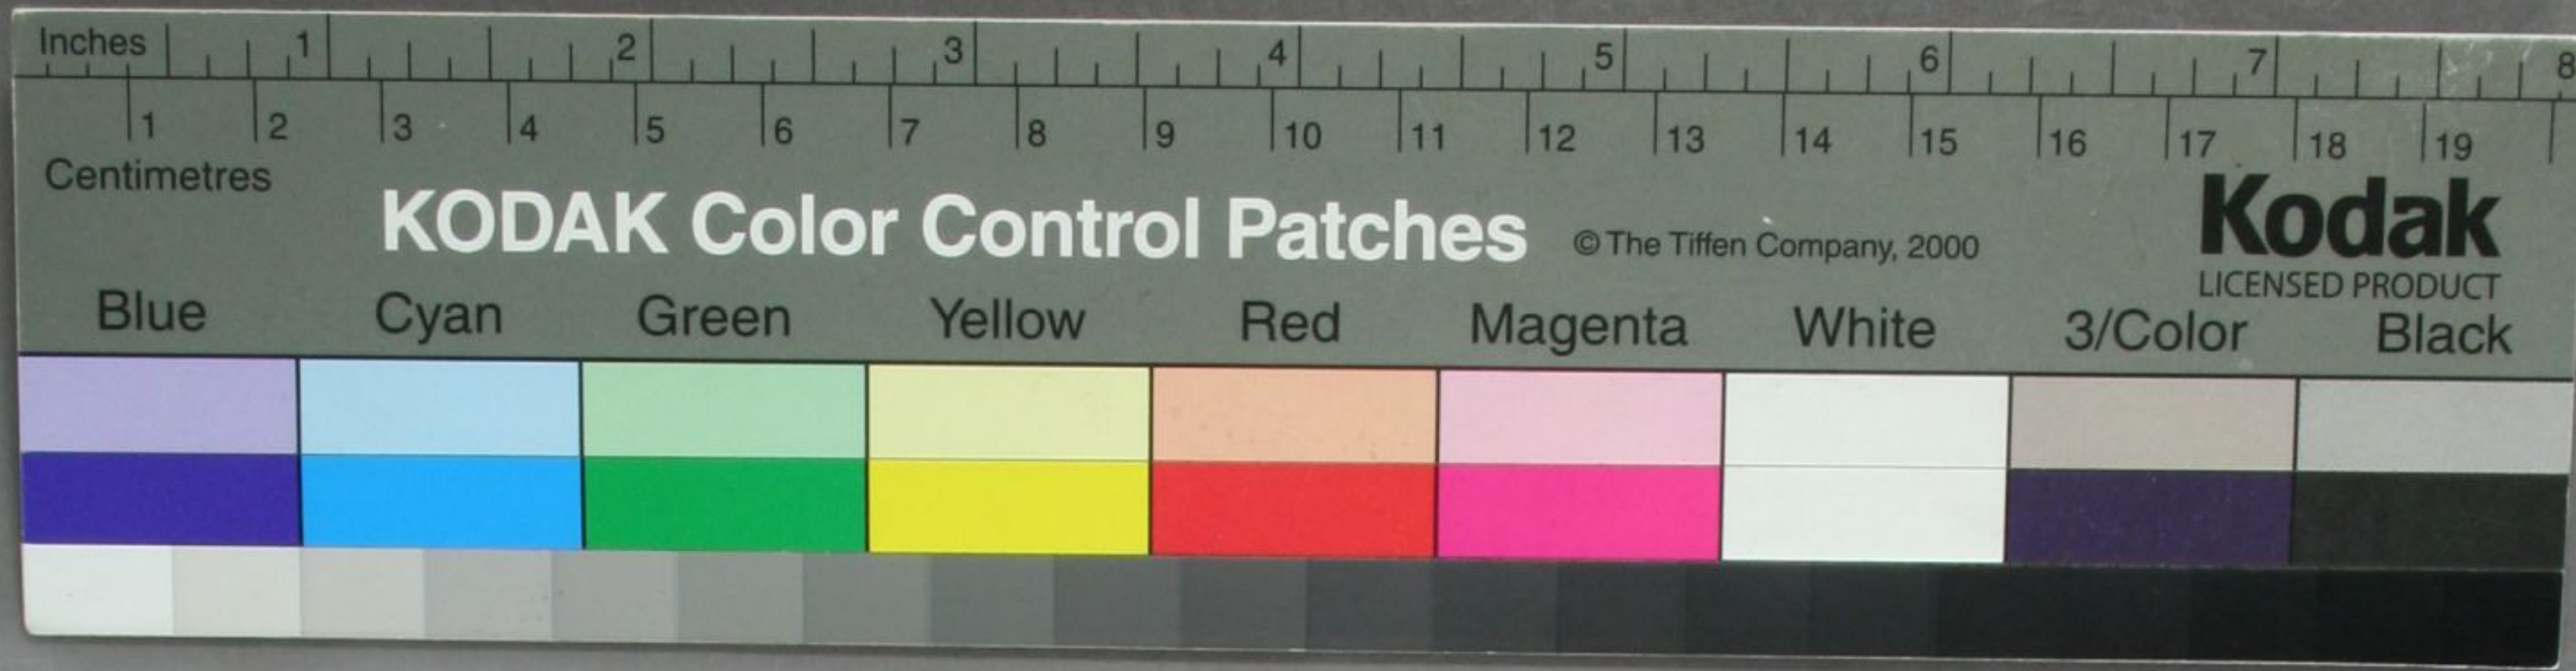 Inches 1 2 3 4 5 6 7 8
1 2 3 4 5 6 7 8 9 10 11 12 13 14 15 16 17 18 19
Centimetres
KODAK Color Control Patches © The Tiffen Company, 2000 Kodak
LICENSED PRODUCT
Blue Cyan Green Yellow Red Magenta White 3/Color Black